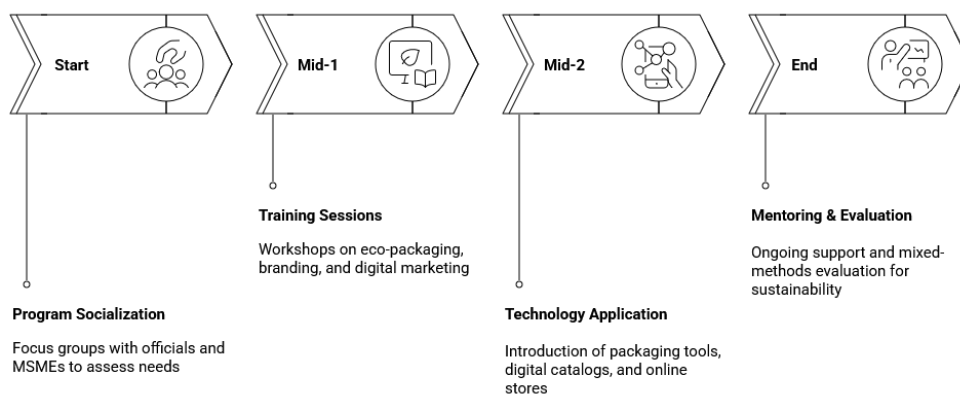 Start
Mid-1
Mid-2
End
Training Sessions
Workshops on eco-packaging,
branding, and digital marketing
Mentoring & Evaluation
Ongoing support and mixed-
methods evaluation for
sustainability
Program Socialization
Focus groups with officials and
MSMEs to assess needs
Technology Application
Introduction of packaging tools,
digital catalogs, and online
stores